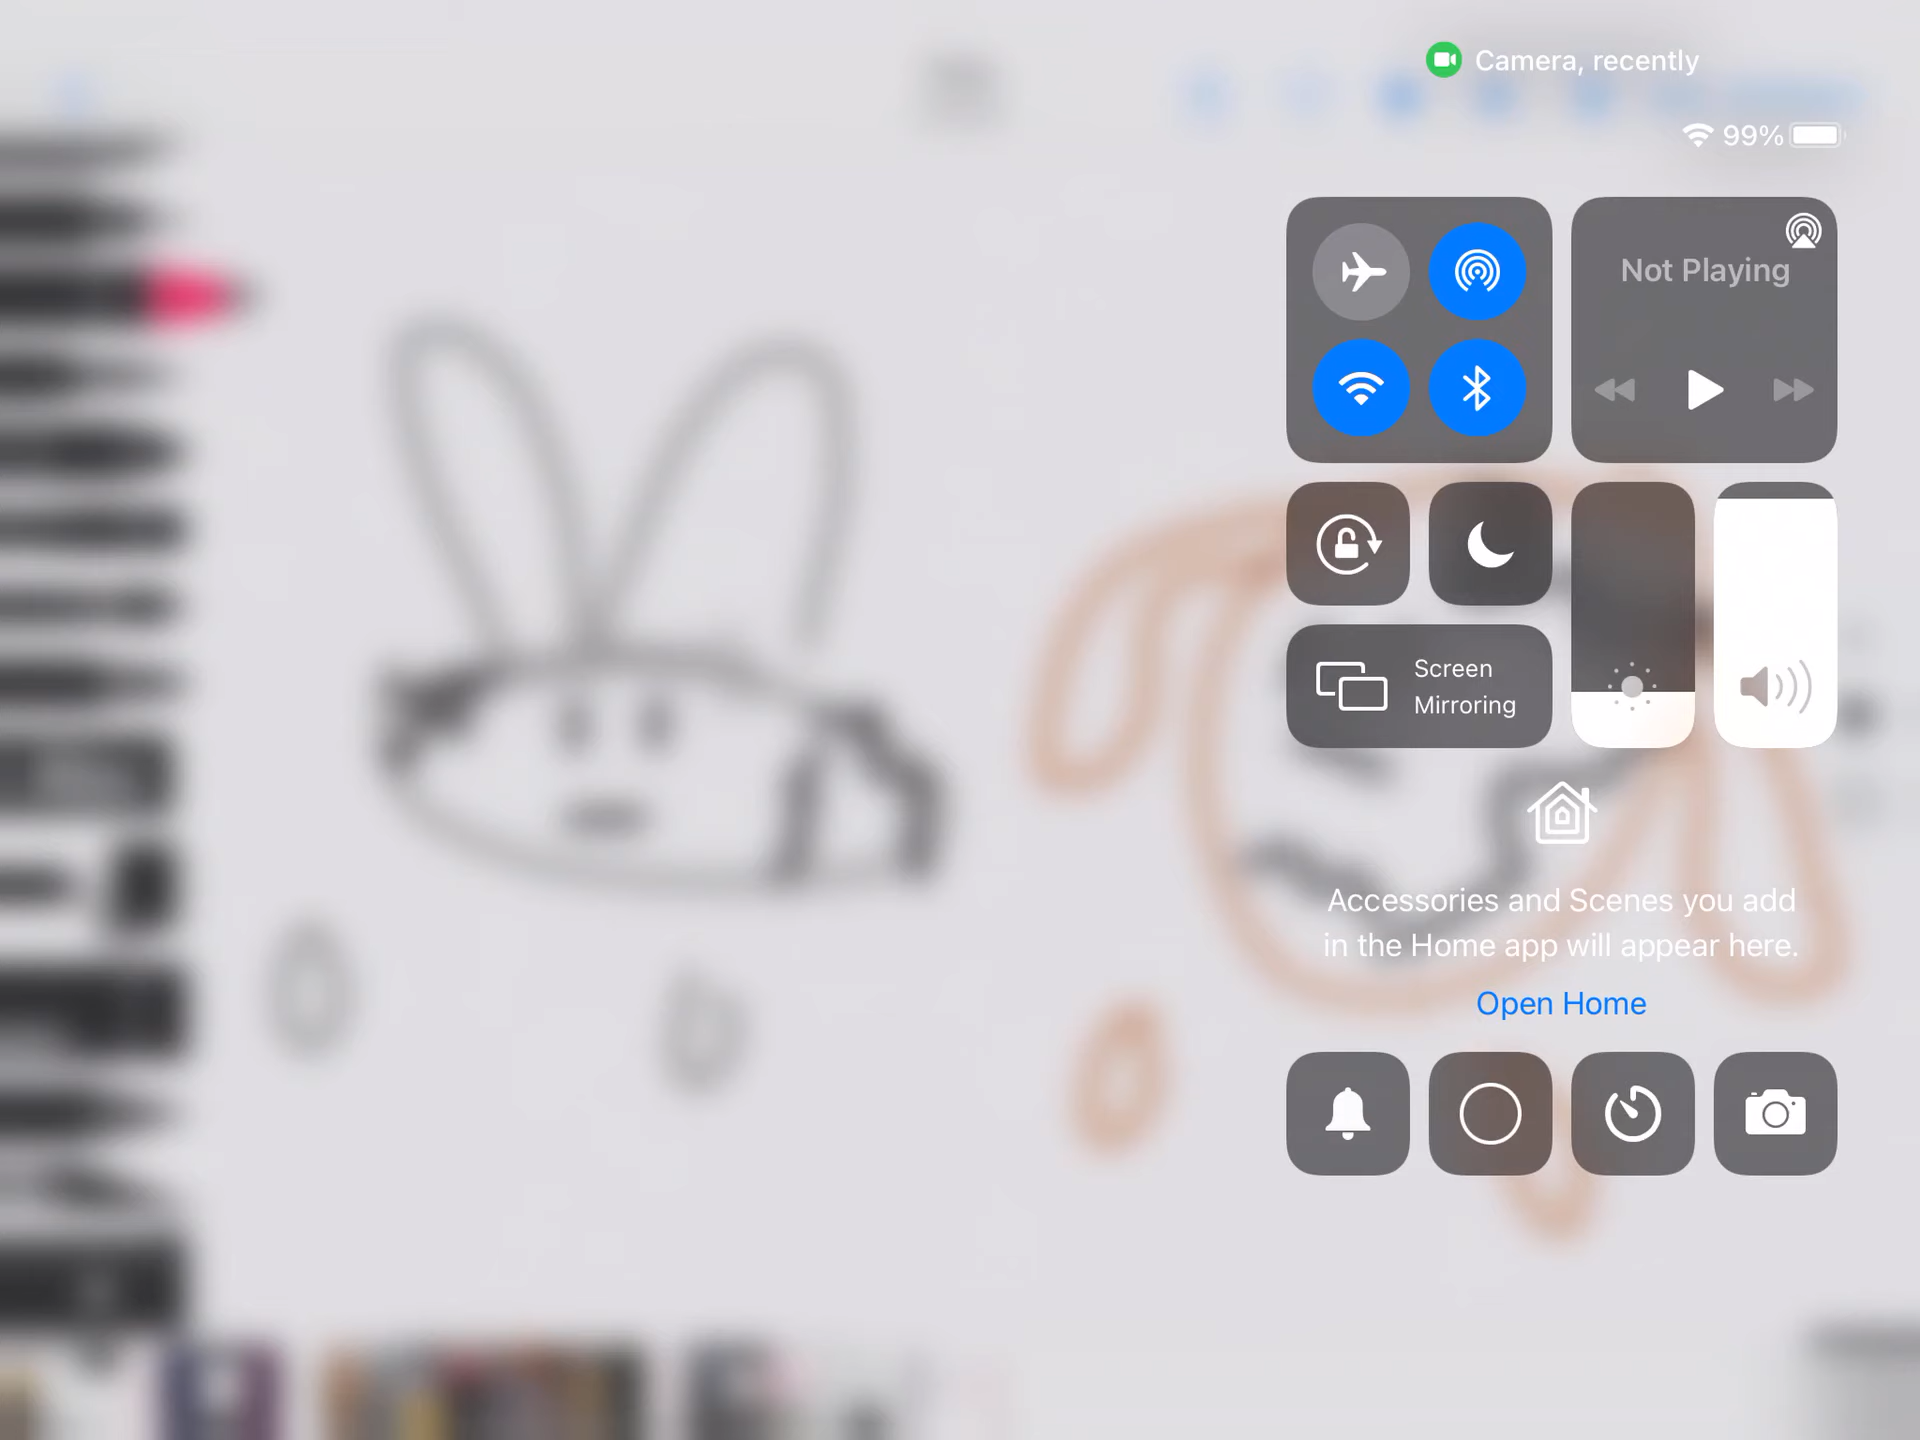 Camera, recently
99%
Not Playing
Screen
Mirroring
Accessories and Scenes you add
in the Home app will appear here.
Open Home